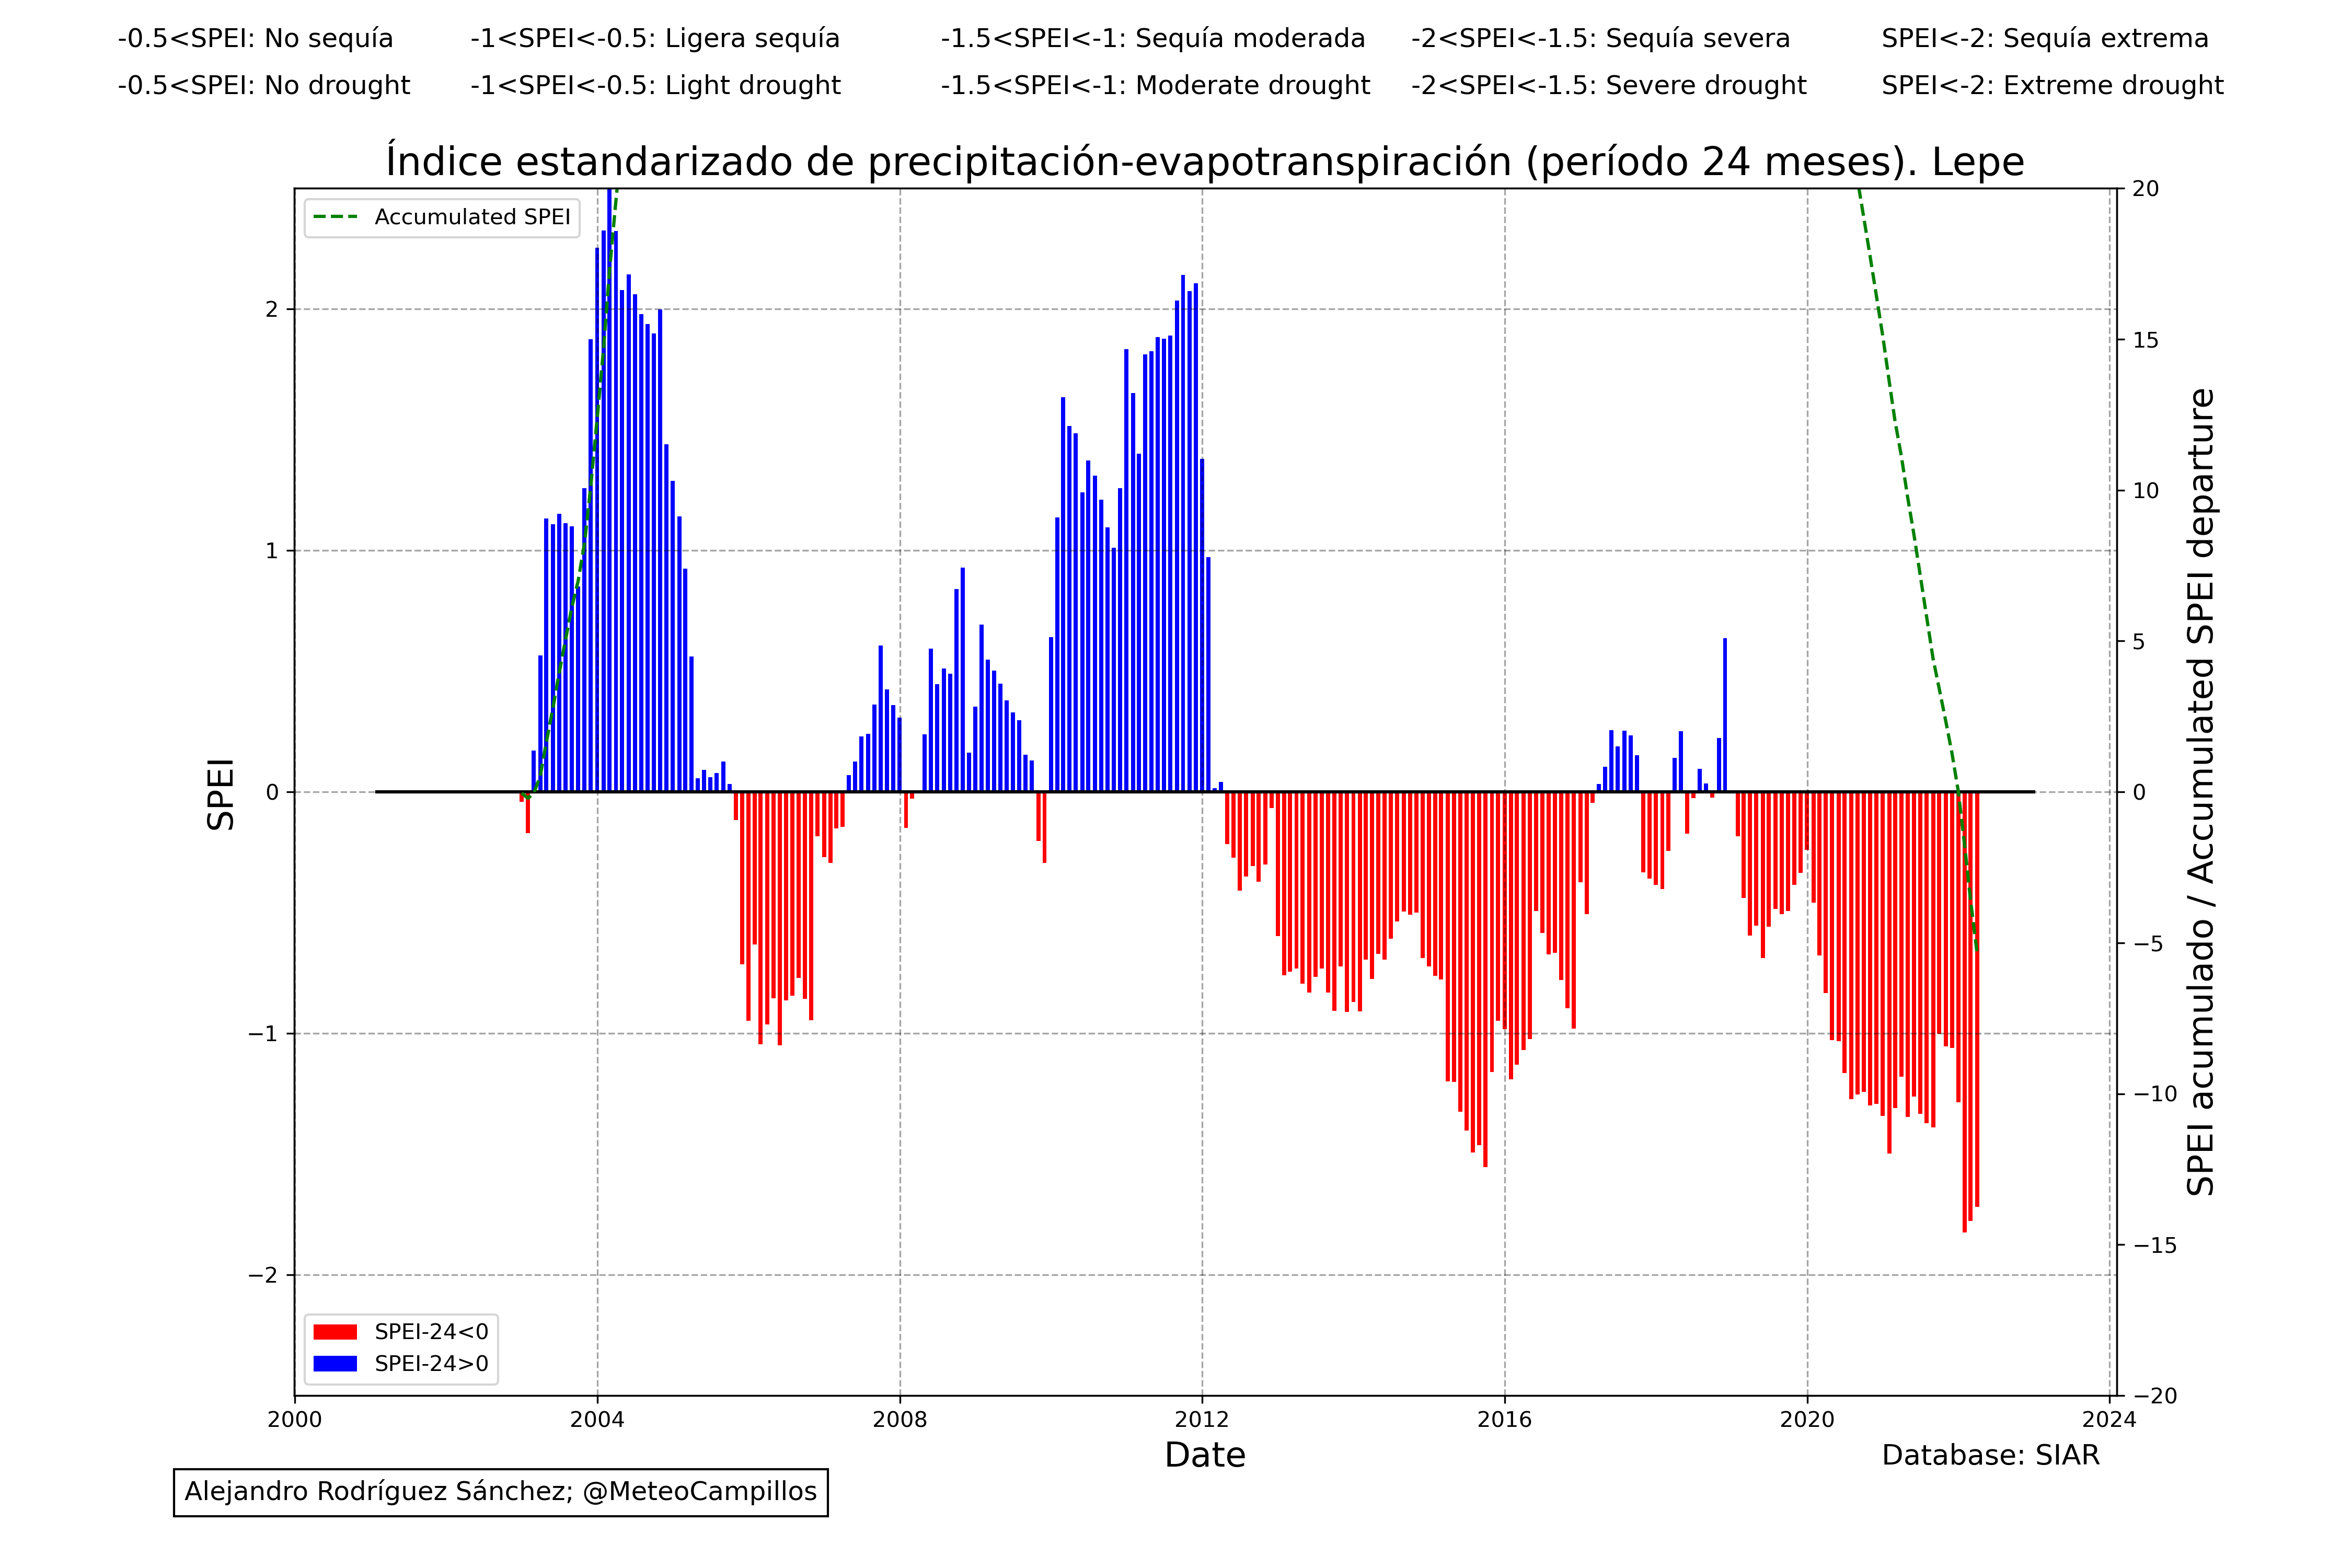 -0.5<SPEI: No sequía -1<SPEI<-0.5: Ligera sequía -1.5<SPEI<-1: Sequía moderada -2<SPEI<-1.5: Sequía severa SPEI<-2: Sequía extrema
-0.5<SPEI: No drought -1<SPEI<-0.5: Light drought -1.5<SPEI<-1: Moderate drought -2<SPEI<-1.5: Severe drought SPEI<-2: Extreme drought
Índice estandarizado de precipitación-evapotranspiración (período 24 meses). Lepe
Accumulated SPEI
2
1
0
−1
−2
SPEI
20
15
10
5
0
−5
−10
−15
−20
SPEI acumulado / Accumulated SPEI departure
SPEI-24<0
SPEI-24>0
2000 2004 2008 2012 2016 2020 2024
Date
Database: SIAR
Alejandro Rodríguez Sánchez; @MeteoCampillos